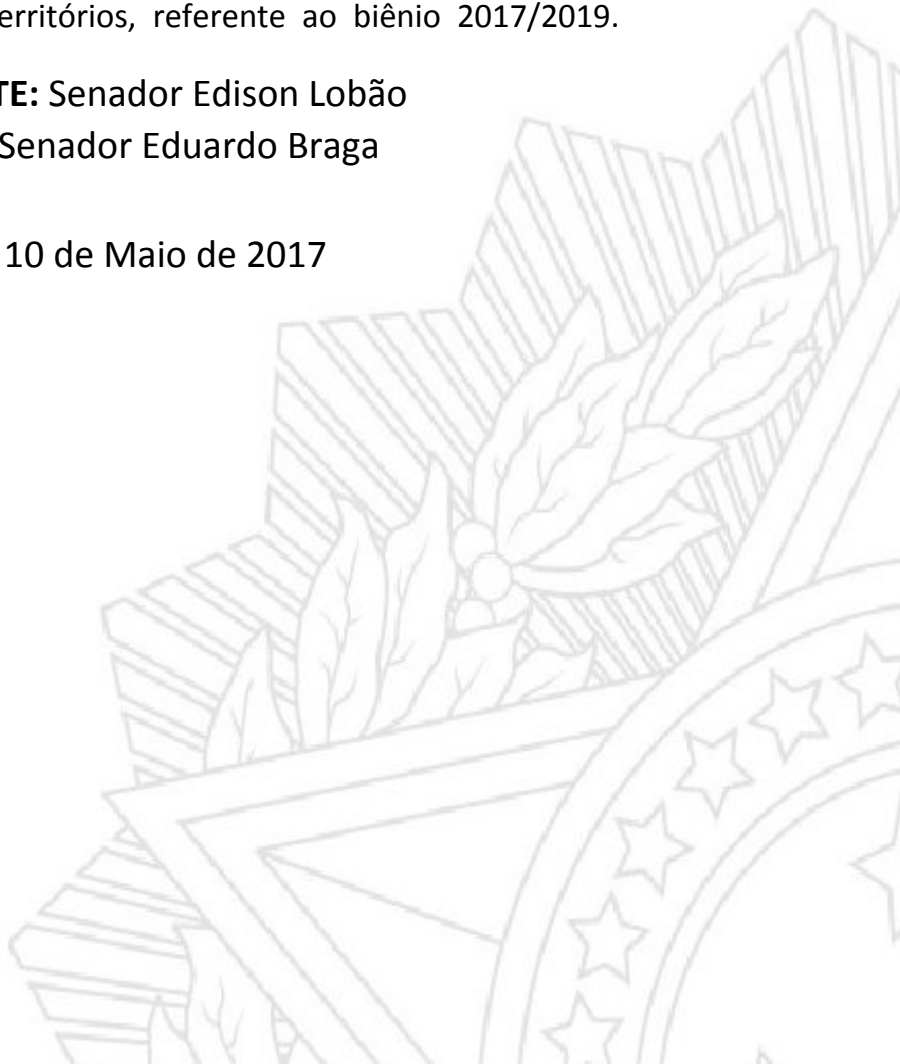 erritórios, referente ao biênio 2017/2019.
TE: Senador Edison Lobão
Senador Eduardo Braga
10 de Maio de 2017